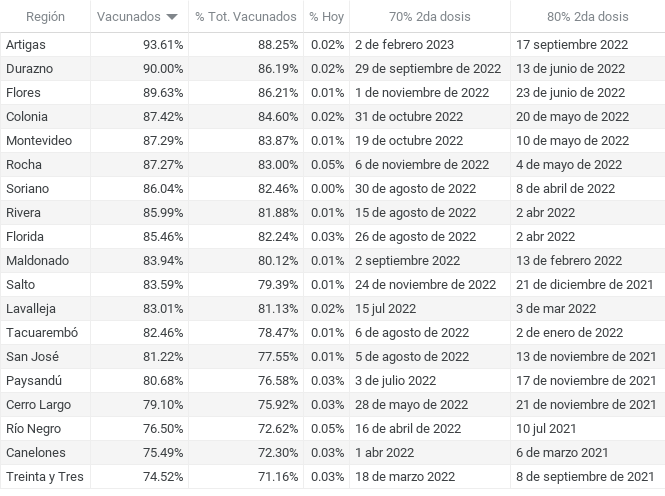 Región Vacunados % Tot. Vacunados % Hoy 70% 2da dosis 80% 2da dosis
Artigas 93.61% 88.25% 0.02% 2 de febrero 2023 17 septiembre 2022
Durazno 90.00% 86.19% 0.02% 29 de septiembre de 2022 13 de junio de 2022
Flores 89.63% 86.21% 0.01% 1 de noviembre de 2022 23 de junio de 2022
Colonia 87.42% 84.60% 0.02% 31 de octubre 2022 20 de mayo de 2022
Montevideo 87.29% 83.87% 0.01% 19 de octubre 2022 10 de mayo de 2022
Rocha 87.27% 83.00% 0.05% 6 de noviembre de 2022 4 de mayo de 2022
Soriano 86.04% 82.46% 0.00% 30 de agosto de 2022 8 de abril de 2022
Rivera 85.99% 81.88% 0.01% 15 de agosto de 2022 2 abr 2022
Florida 85.46% 82.24% 0.03% 26 de agosto de 2022 2 abr 2022
Maldonado 83.94% 80.12% 0.01% 2 septiembre 2022 13 de febrero 2022
Salto 83.59% 79.39% 0.01% 24 de noviembre de 2022 21 de diciembre de 2021
Lavalleja 83.01% 81.13% 0.02% 15 jul 2022 3 de mar 2022
Tacuarembó 82.46% 78.47% 0.01% 6 de agosto de 2022 2 de enero de 2022
San José 81.22% 77.55% 0.01% 5 de agosto de 2022 13 de noviembre de 2021
Paysandú 80.68% 76.58% 0.03% 3 de julio 2022 17 de noviembre de 2021
Cerro Largo 79.10% 75.92% 0.03% 28 de mayo de 2022 21 de noviembre de 2021
Río Negro 76.50% 72.62% 0.05% 16 de abril de 2022 10 jul 2021
Canelones 75.49% 72.30% 0.03% 1 abr 2022 6 de marzo 2021
Treinta y Tres 74.52% 71.16% 0.03% 18 de marzo 2022 8 de septiembre de 2021